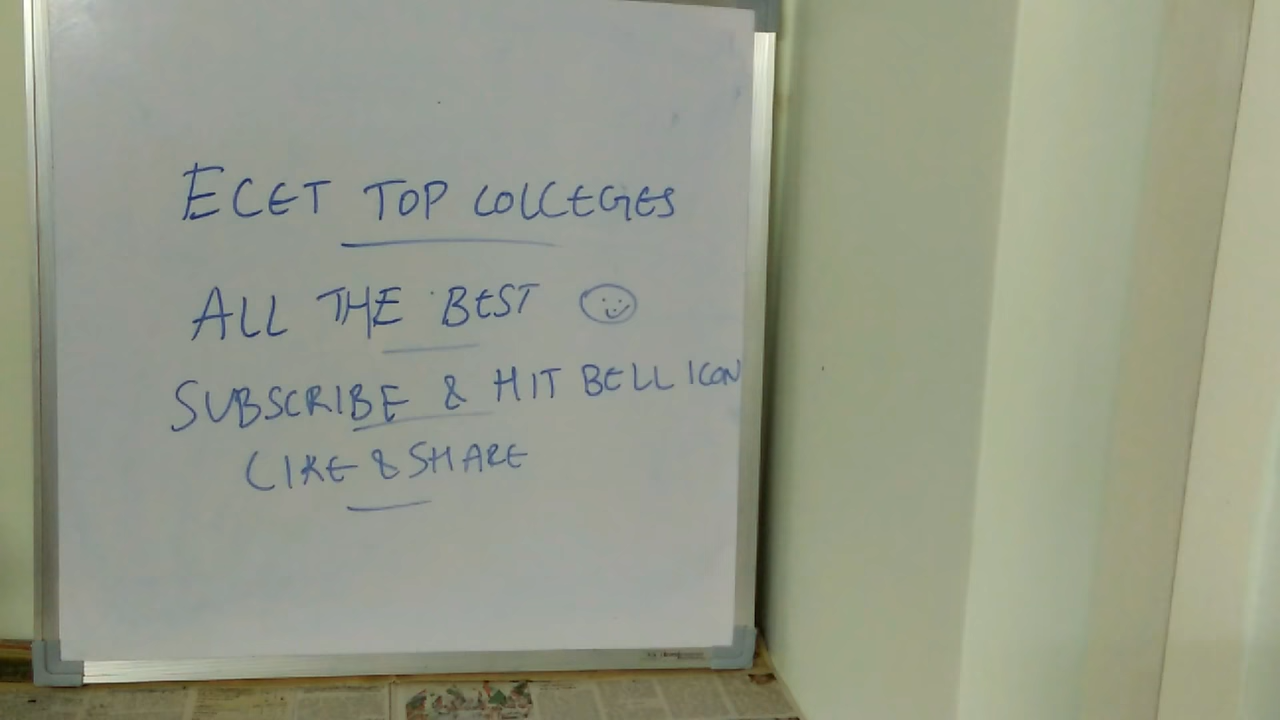 ECET TOP COLLEGES
ALL THE BEST
SUBSCRIBE & HIT BELL ICON
LIKE & SHARE